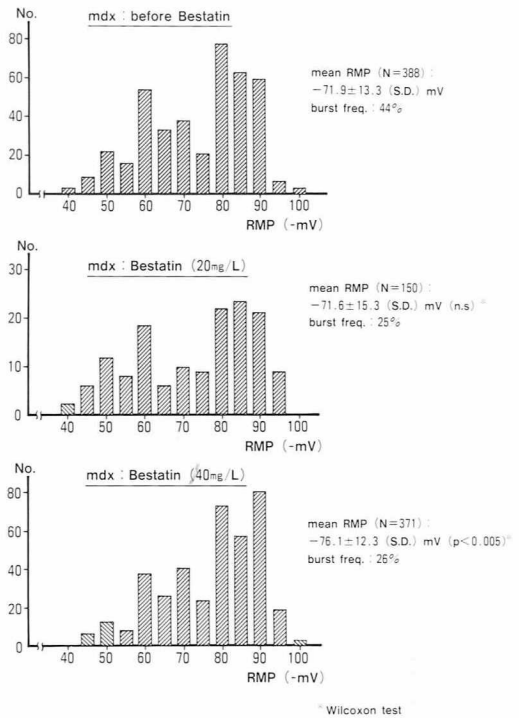 No.
mdx : before Bestatin
80
60
40
20
0
40 50 60 70 80 90 100
RMP (-mV)
mean RMP (N=388) :
-71.9±13.3 (S.D.) mV
burst freq. : 44%
No.
mdx : Bestatin (20mg/L)
30
20
10
0
40 50 60 70 80 90 100
RMP (-mV)
mean RMP (N=150) :
-71.6±15.3 (S.D.) mV (n.s) *
burst freq. : 25%
No.
mdx : Bestatin (40mg/L)
80
60
40
20
0
40 50 60 70 80 90 100
RMP (-mV)
mean RMP (N=371) :
-76.1±12.3 (S.D.) mV (p<0.005)*
burst freq. : 26%
* Wilcoxon test